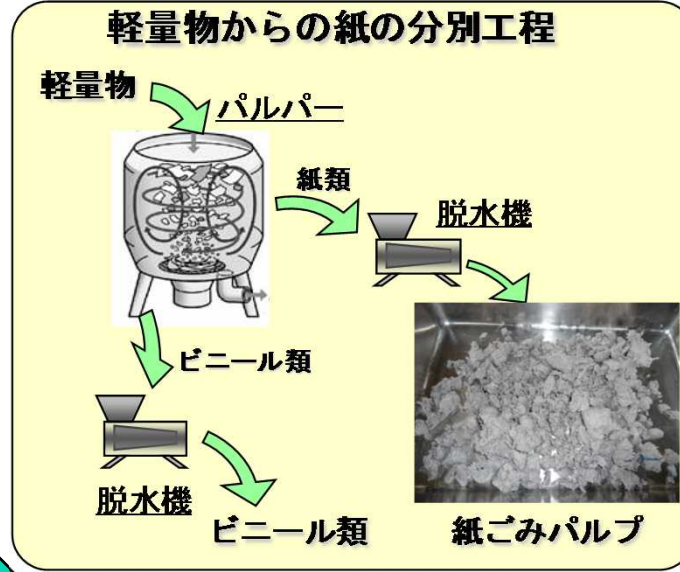 軽量物からの紙の分別工程
軽量物
パルパー
紙類
脱水機
ビニール類
脱水機
ビニール類
紙ごみパルプ